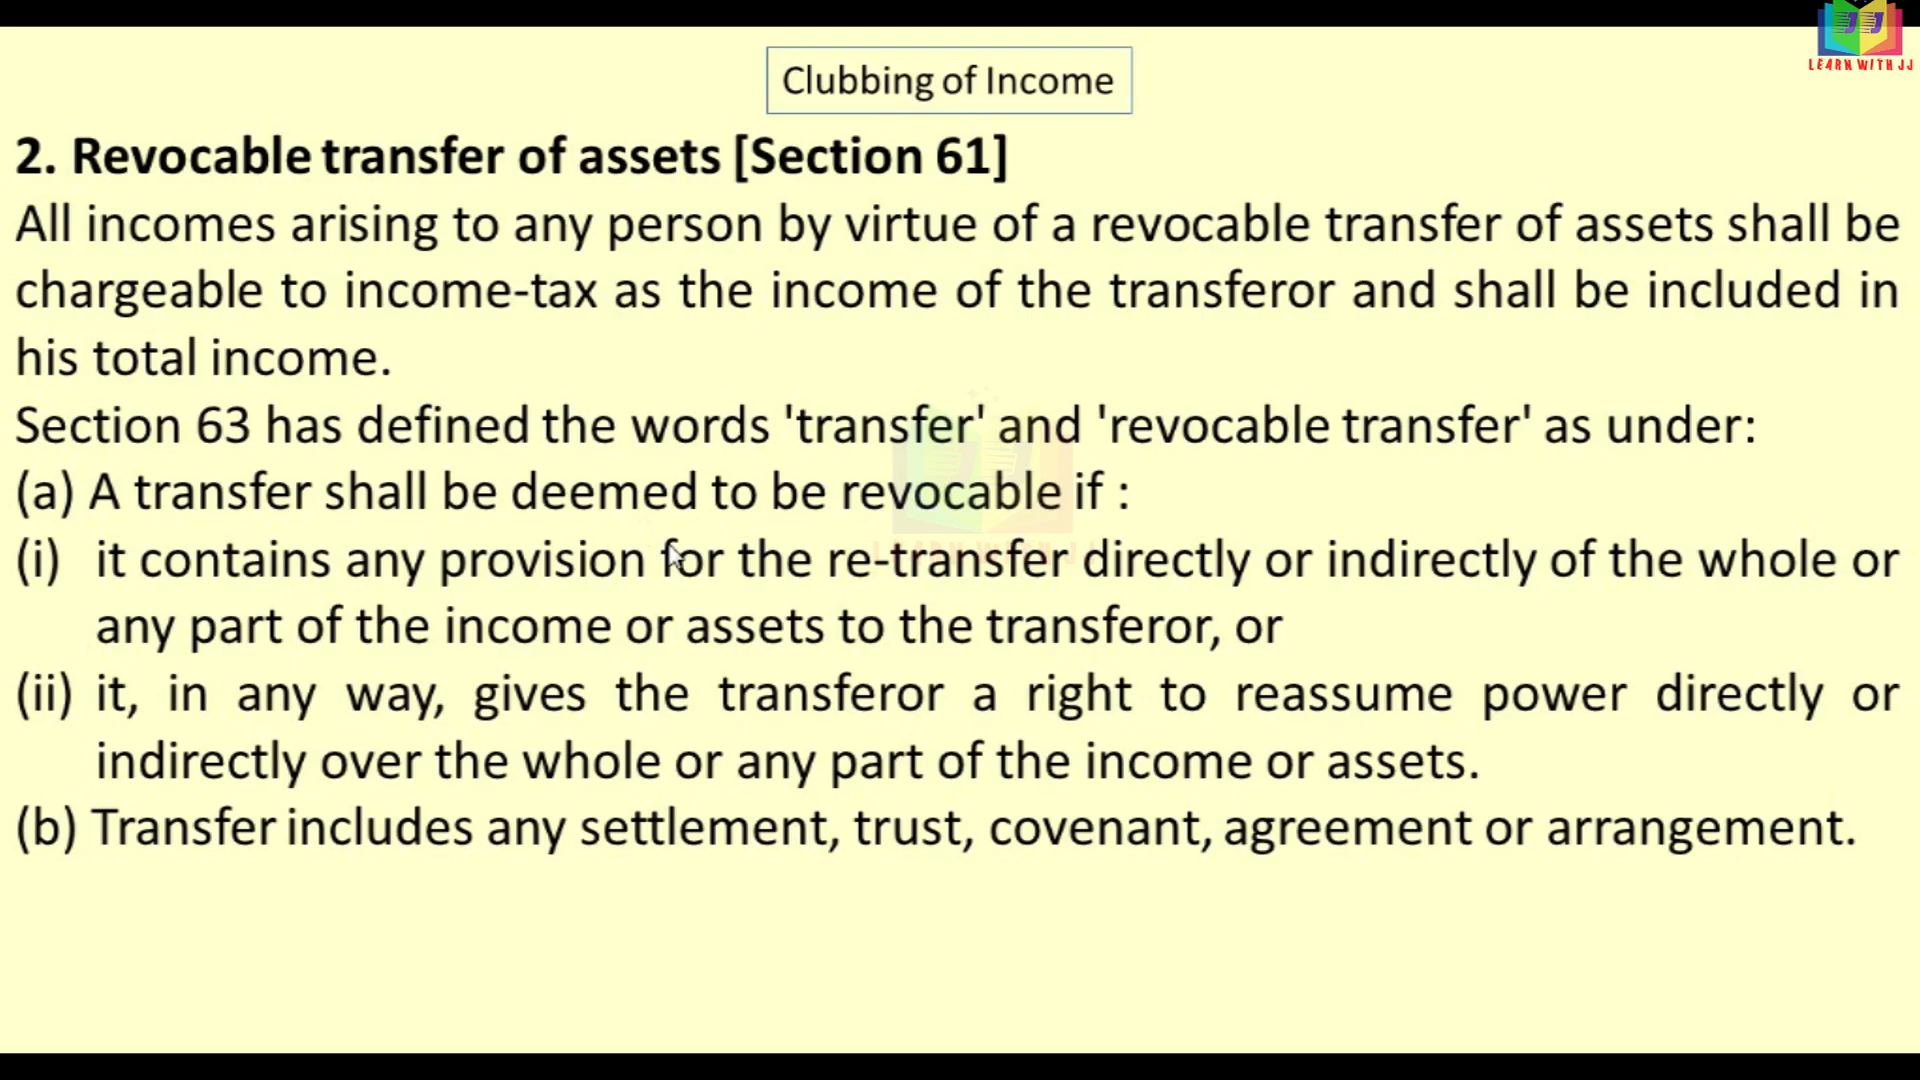 LEARN WITH JJ
Clubbing of Income
2. Revocable transfer of assets [Section 61]
All incomes arising to any person by virtue of a revocable transfer of assets shall be
chargeable to income-tax as the income of the transferor and shall be included in
his total income.
Section 63 has defined the words 'transfer' and 'revocable transfer' as under:
(a) A transfer shall be deemed to be revocable if :
(i) it contains any provision for the re-transfer directly or indirectly of the whole or
any part of the income or assets to the transferor, or
(ii) it, in any way, gives the transferor a right to reassume power directly or
indirectly over the whole or any part of the income or assets.
(b) Transfer includes any settlement, trust, covenant, agreement or arrangement.